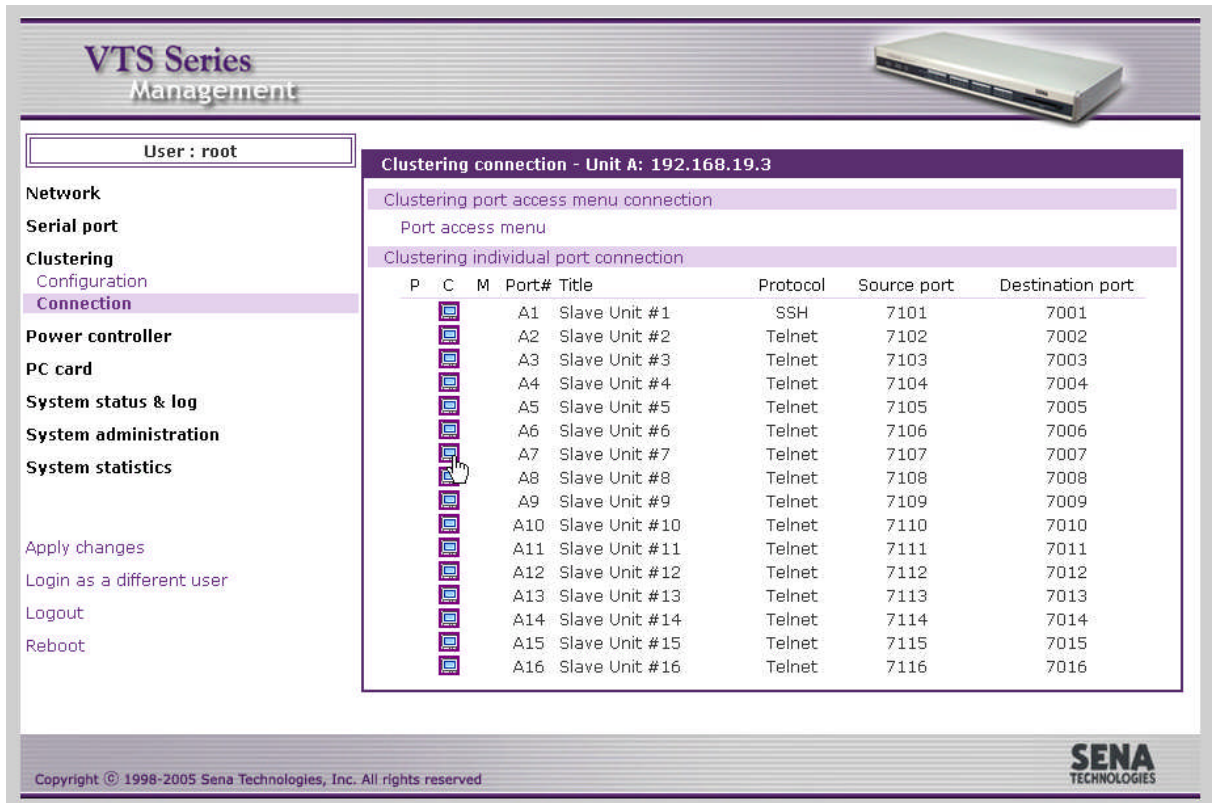 VTS Series
Management
User : root
Network
Serial port
Clustering
Configuration
Connection
Power controller
PC card
System status & log
System administration
System statistics
Apply changes
Login as a different user
Logout
Reboot
Clustering connection - Unit A: 192.168.19.3
Clustering port access menu connection
Port access menu
Clustering individual port connection
P C M Port# Title Protocol Source port Destination port
A1 Slave Unit #1 SSH 7101 7001
A2 Slave Unit #2 Telnet 7102 7002
A3 Slave Unit #3 Telnet 7103 7003
A4 Slave Unit #4 Telnet 7104 7004
A5 Slave Unit #5 Telnet 7105 7005
A6 Slave Unit #6 Telnet 7106 7006
A7 Slave Unit #7 Telnet 7107 7007
A8 Slave Unit #8 Telnet 7108 7008
A9 Slave Unit #9 Telnet 7109 7009
A10 Slave Unit #10 Telnet 7110 7010
A11 Slave Unit #11 Telnet 7111 7011
A12 Slave Unit #12 Telnet 7112 7012
A13 Slave Unit #13 Telnet 7113 7013
A14 Slave Unit #14 Telnet 7114 7014
A15 Slave Unit #15 Telnet 7115 7015
A16 Slave Unit #16 Telnet 7116 7016
Copyright © 1998-2005 Sena Technologies, Inc. All rights reserved
SENA
TECHNOLOGIES